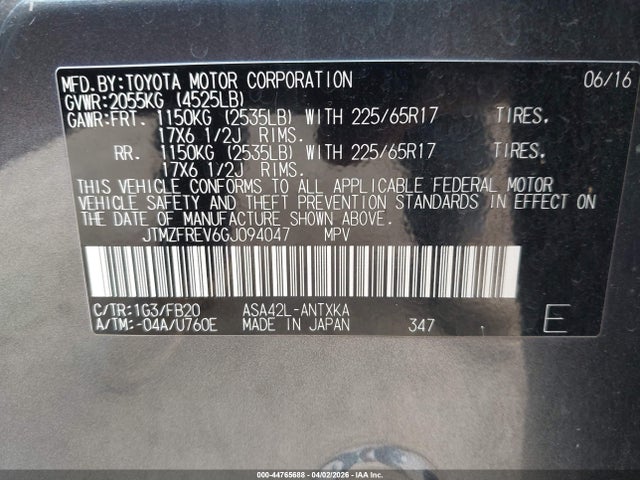 MFD.BY:TOYOTA MOTOR CORPORATION 06/16
GVWR:2055KG (4525LB)
GAWR:FRT. 1150KG (2535LB) WITH 225/65R17 TIRES,
17X6 1/2J RIMS.
RR. 1150KG (2535LB) WITH 225/65R17 TIRES,
17X6 1/2J RIMS.
THIS VEHICLE CONFORMS TO ALL APPLICABLE FEDERAL MOTOR
VEHICLE SAFETY AND THEFT PREVENTION STANDARDS IN EFFECT ON
THE DATE OF MANUFACTURE SHOWN ABOVE.
JTMZFREV6GJ094047 MPV
C/TR:1G3/FB20 ASA42L-ANTXKA
A/TM:-04A/U760E MADE IN JAPAN 347 E
000-44765688 - 04/02/2026 - IAA Inc.